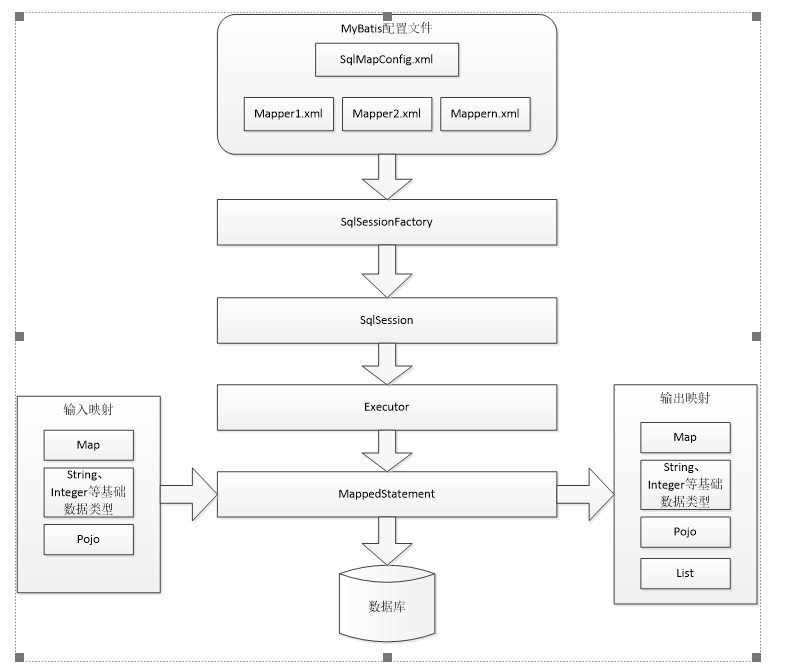 MyBatis配置文件
SqlMapConfig.xml
Mapper1.xml
Mapper2.xml
Mappern.xml
SqlSessionFactory
SqlSession
Executor
输入映射
Map
String、
Integer等基础
数据类型
Pojo
MappedStatement
输出映射
Map
String、
Integer等基础
数据类型
Pojo
List
数据库